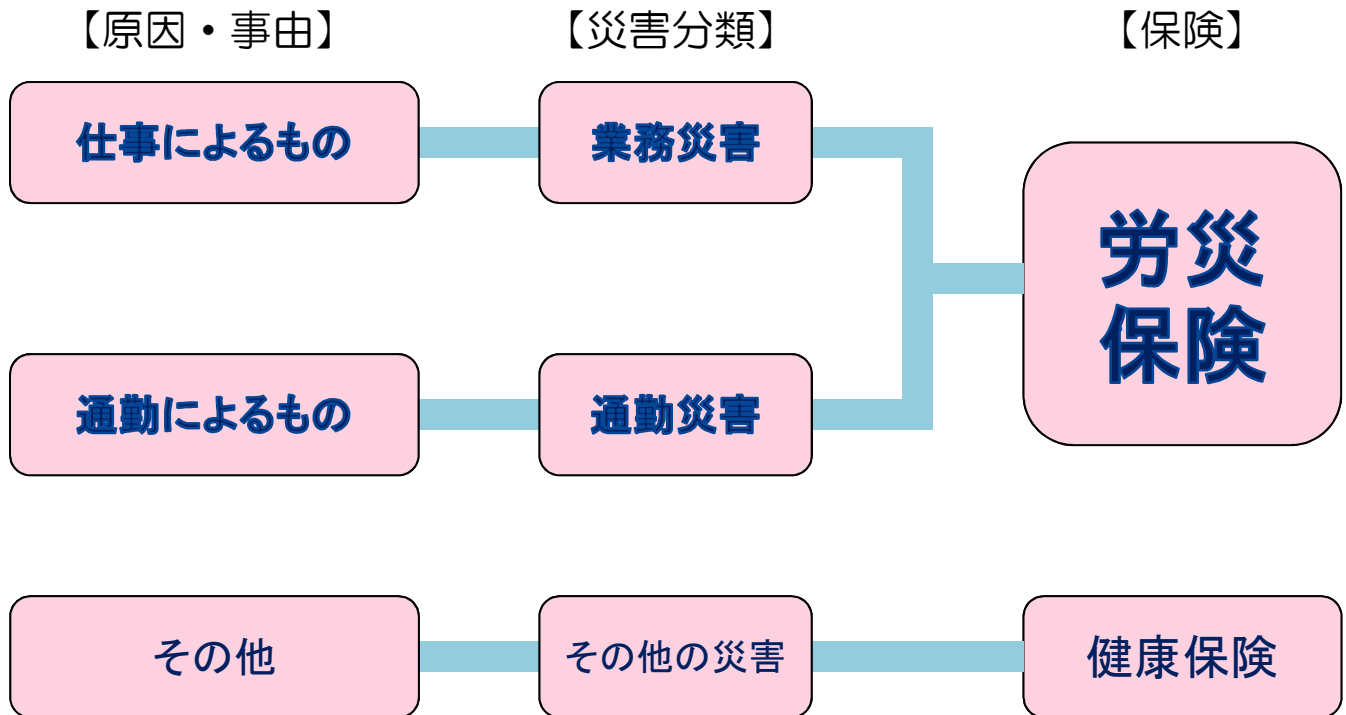 【原因・事由】
【災害分類】
【保険】
仕事によるもの
業務災害
労災
保険
通勤によるもの
通勤災害
その他
その他の災害
健康保険